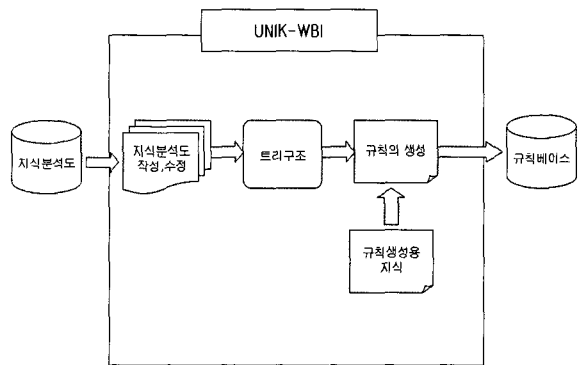 UNIK-WBI
지식분석도
지식분석도
작성,수정
트리구조
규칙의 생성
규칙베이스
규칙생성용
지식